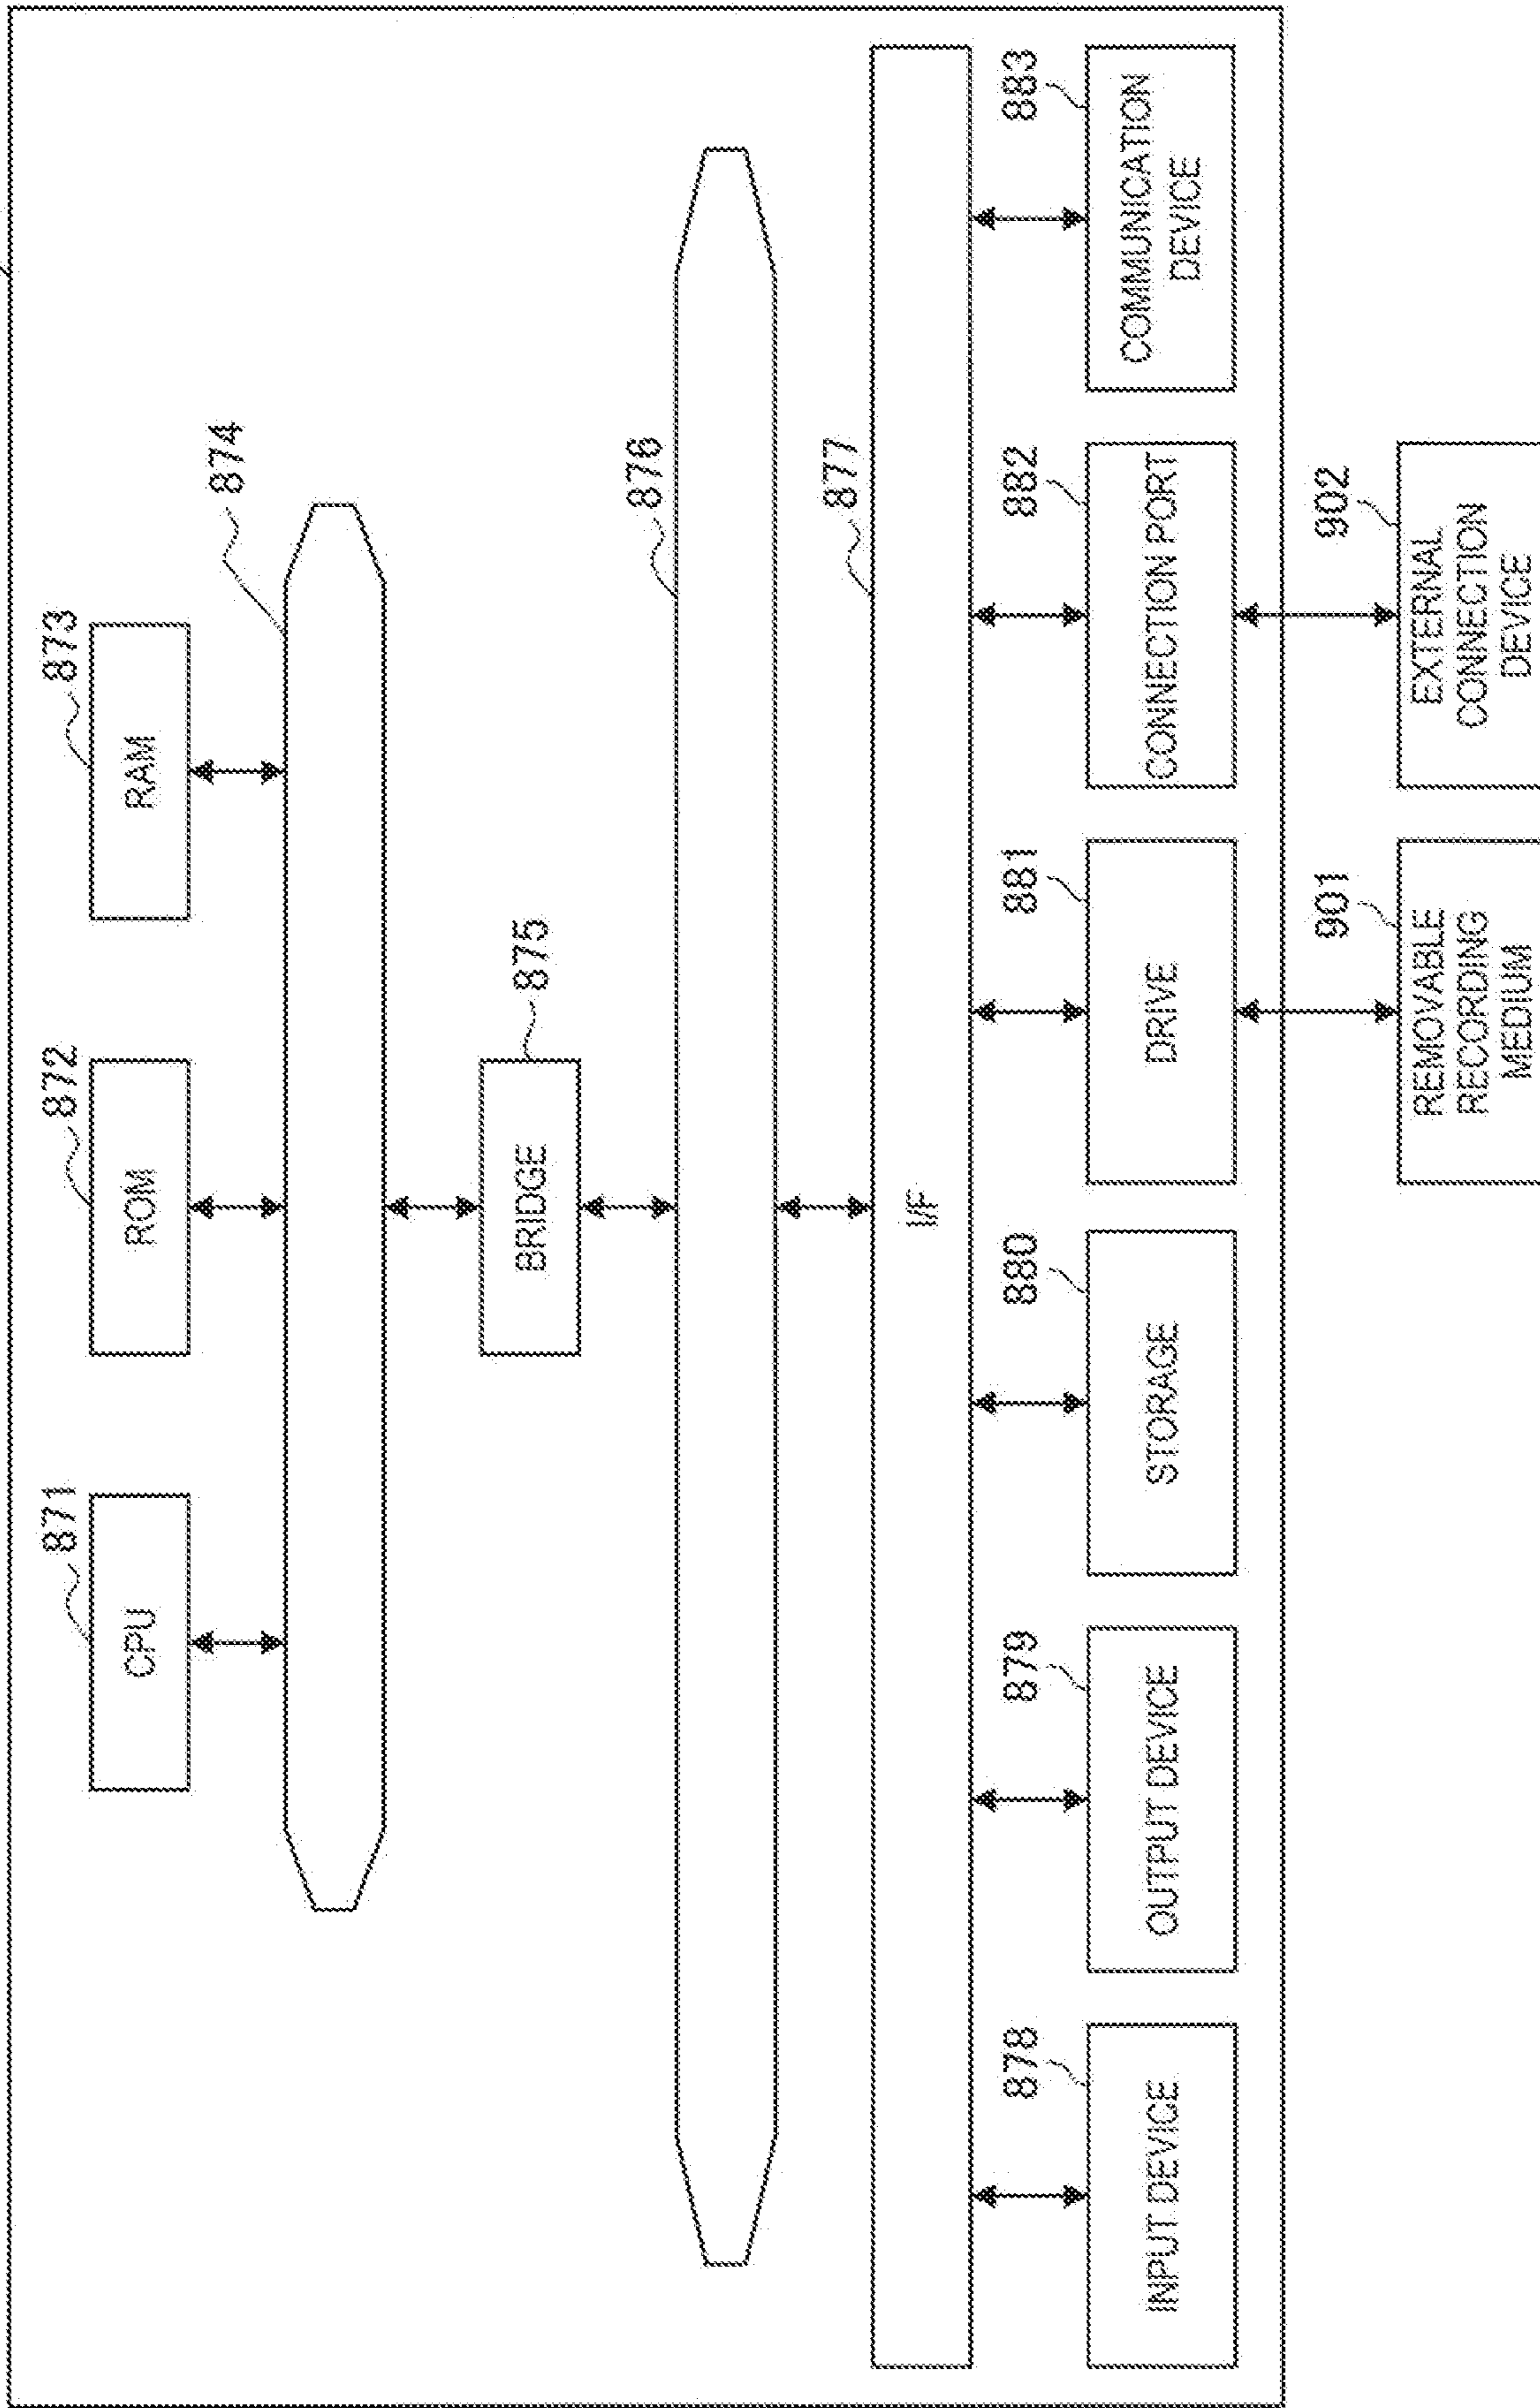 871
872
873
CPU
ROM
RAM
874
875
BRIDGE
876
877
I/F
878
879
880
881
882
883
INPUT DEVICE
OUTPUT DEVICE
STORAGE
DRIVE
CONNECTION PORT
COMMUNICATION
DEVICE
901
902
REMOVABLE
RECORDING
MEDIUM
EXTERNAL
CONNECTION
DEVICE